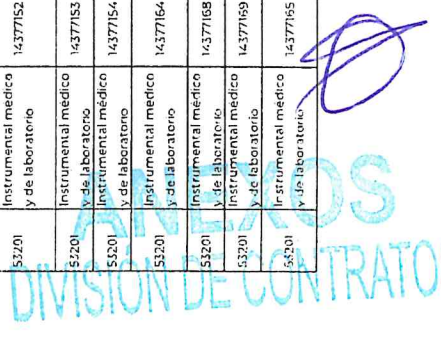 53201 Instrumental médico y de laboratorio 14377152
53201 Instrumental médico y de laboratorio 14377153
53201 Instrumental médico y de laboratorio 14377154
53201 Instrumental médico y de laboratorio 14377164
53201 Instrumental médico y de laboratorio 14377168
53201 Instrumental médico y de laboratorio 14377169
53201 Instrumental médico y de laboratorio 14377165
ANEXOS
DIVISIÓN DE CONTRATO